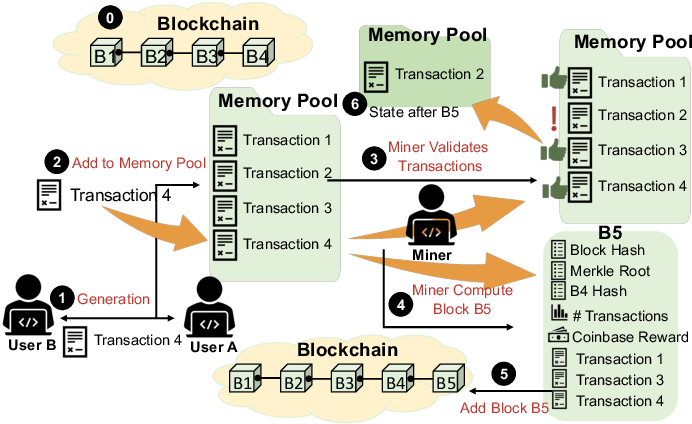 0
Blockchain
B1
B2
B3
B4
Memory Pool
Transaction 1
Transaction 2
Transaction 3
Transaction 4
2
Add to Memory Pool
Transaction 4
1
Generation
User B
Transaction 4
User A
3
Miner Validates
Transactions
Miner
Memory Pool
Transaction 2
6
State after B5
Memory Pool
Transaction 1
!
Transaction 2
Transaction 3
Transaction 4
4
Miner Compute
Block B5
B5
Block Hash
Merkle Root
B4 Hash
# Transactions
Coinbase Reward
Transaction 1
Transaction 3
Transaction 4
5
Add Block B5
Blockchain
B1
B2
B3
B4
B5